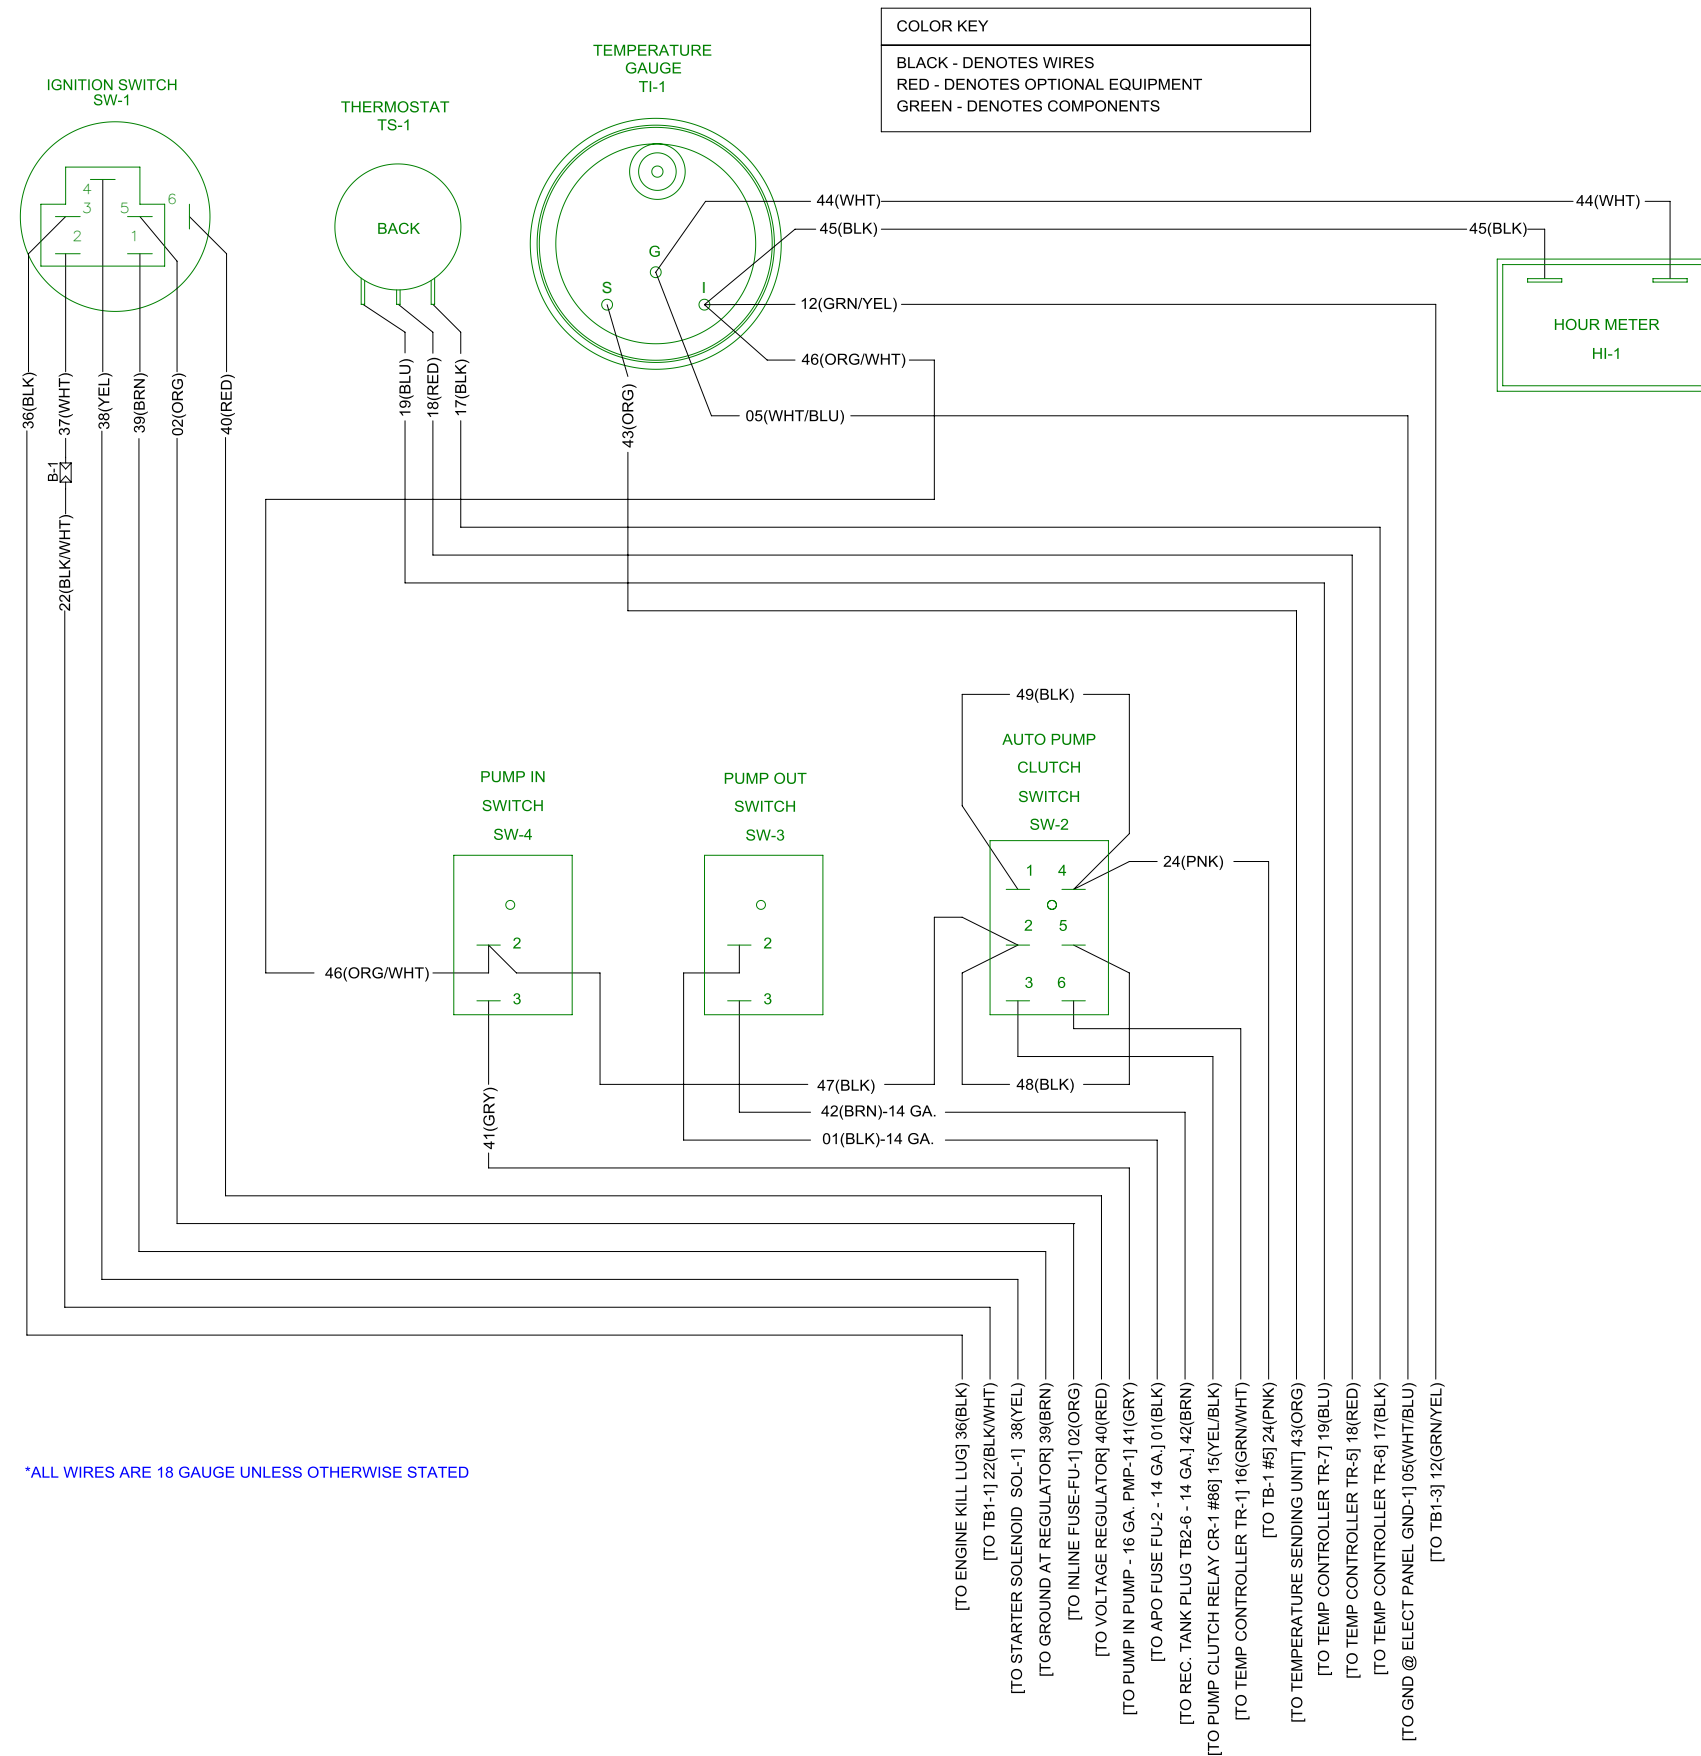 COLOR KEY
BLACK - DENOTES WIRES
RED - DENOTES OPTIONAL EQUIPMENT
GREEN - DENOTES COMPONENTS
IGNITION SWITCH
SW-1
THERMOSTAT
TS-1
TEMPERATURE
GAUGE
TI-1
4
3
5
6
2
1
BACK
G
S
I
44(WHT)
44(WHT)
45(BLK)
45(BLK)
12(GRN/YEL)
46(ORG/WHT)
05(WHT/BLU)
HOUR METER
HI-1
36(BLK)
37(WHT)
38(YEL)
39(BRN)
02(ORG)
40(RED)
19(BLU)
18(RED)
17(BLK)
43(ORG)
B-1
22(BLK/WHT)
49(BLK)
PUMP IN
SWITCH
SW-4
PUMP OUT
SWITCH
SW-3
AUTO PUMP
CLUTCH
SWITCH
SW-2
24(PNK)
1 4
2 5
3 6
2
3
2
3
46(ORG/WHT)
47(BLK)
48(BLK)
42(BRN)-14 GA.
01(BLK)-14 GA.
41(GRY)
[TO ENGINE KILL LUG] 36(BLK)
[TO TB1-1] 22(BLK/WHT)
[TO STARTER SOLENOID SOL-1] 38(YEL)
[TO GROUND AT REGULATOR] 39(BRN)
[TO INLINE FUSE-FU-1] 02(ORG)
[TO VOLTAGE REGULATOR] 40(RED)
[TO PUMP IN PUMP - 16 GA. PMP-1] 41(GRY)
[TO APO FUSE FU-2 - 14 GA.] 01(BLK)
[TO REC. TANK PLUG TB2-6 - 14 GA.] 42(BRN)
[TO PUMP CLUTCH RELAY CR-1 #86] 15(YEL/BLK)
[TO TEMP CONTROLLER TR-1] 16(GRN/WHT)
[TO TB-1 #5] 24(PNK)
[TO TEMPERATURE SENDING UNIT] 43(ORG)
[TO TEMP CONTROLLER TR-7] 19(BLU)
[TO TEMP CONTROLLER TR-5] 18(RED)
[TO TEMP CONTROLLER TR-6] 17(BLK)
[TO GND @ ELECT PANEL GND-1] 05(WHT/BLU)
[TO TB1-3] 12(GRN/YEL)
*ALL WIRES ARE 18 GAUGE UNLESS OTHERWISE STATED